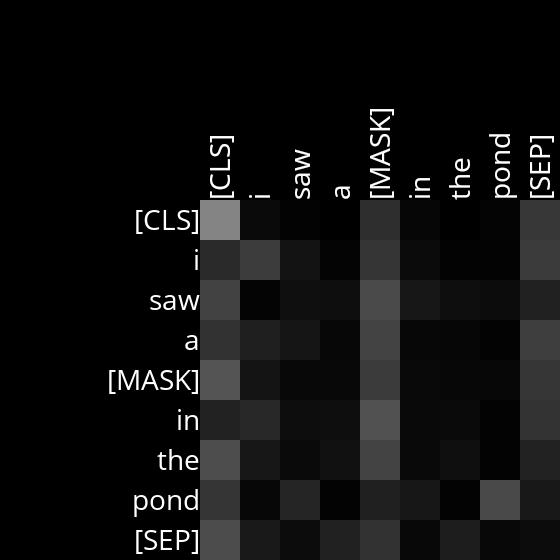 [CLS] i saw a [MASK] in the pond [SEP]
[CLS]
i
saw
a
[MASK]
in
the
pond
[SEP]